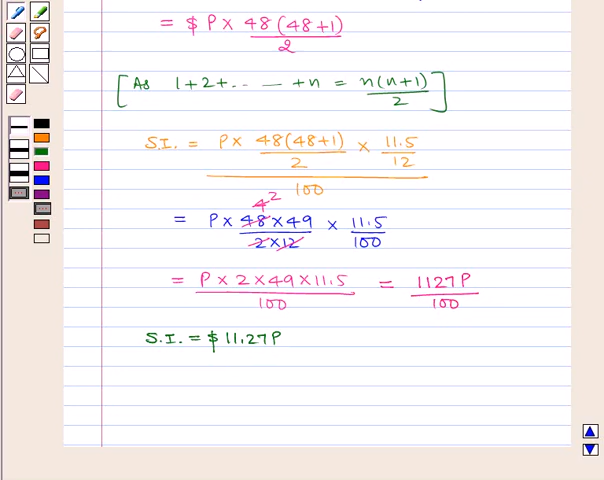 = $ P × 48(48+1)/2
[As 1+2+.. — +n = n(n+1)/2]
S.I. = P × 48(48+1)/2 × 11.5/12 / 100
4 2
= P × 48×49/2×12 × 11.5/100
= P×2×49×11.5/100 = 1127P/100
S.I. = $11.27P